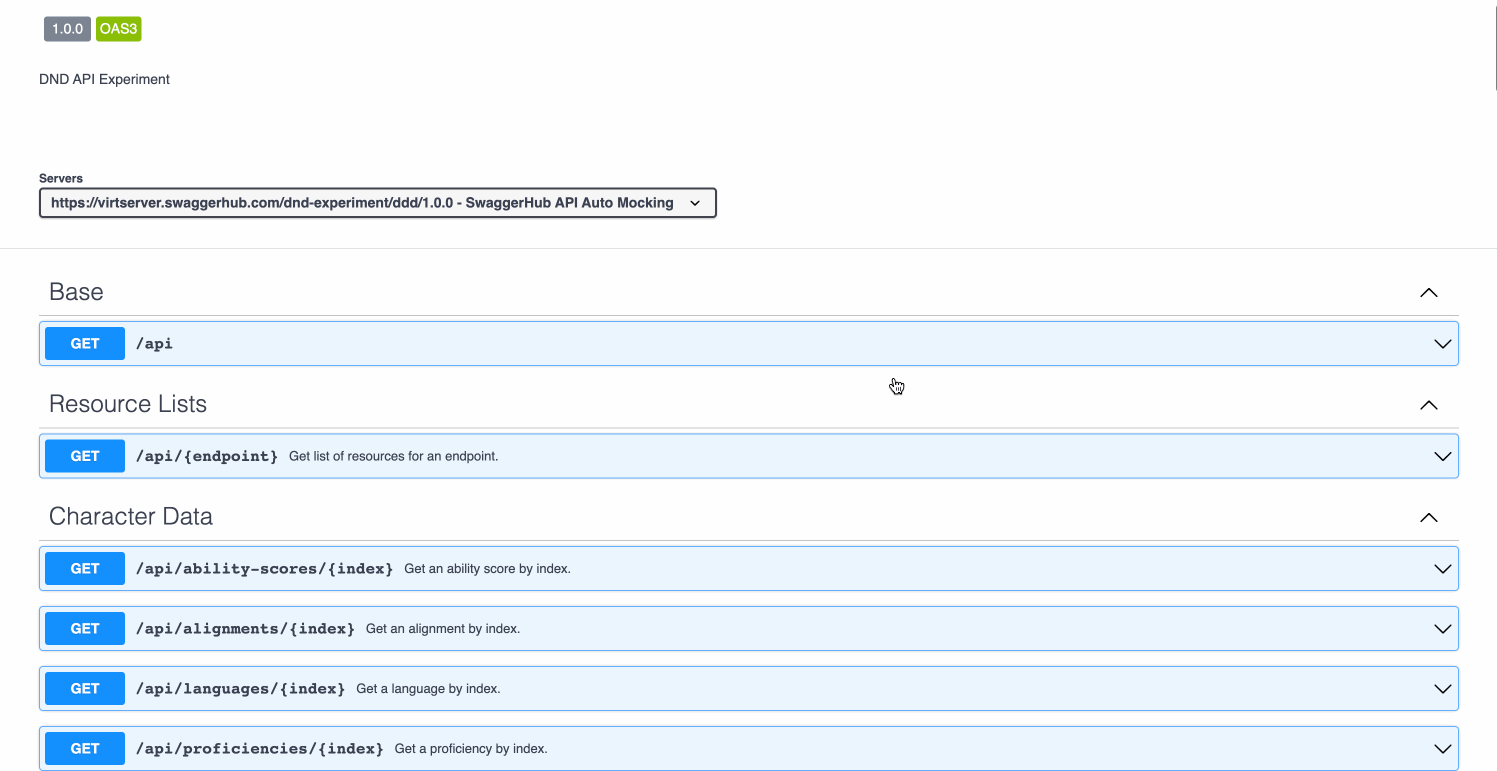 1.0.0 OAS3
DND API Experiment
Servers
https://virtserver.swaggerhub.com/dnd-experiment/ddd/1.0.0 - SwaggerHub API Auto Mocking
Base
GET /api
Resource Lists
GET /api/{endpoint} Get list of resources for an endpoint.
Character Data
GET /api/ability-scores/{index} Get an ability score by index.
GET /api/alignments/{index} Get an alignment by index.
GET /api/languages/{index} Get a language by index.
GET /api/proficiencies/{index} Get a proficiency by index.